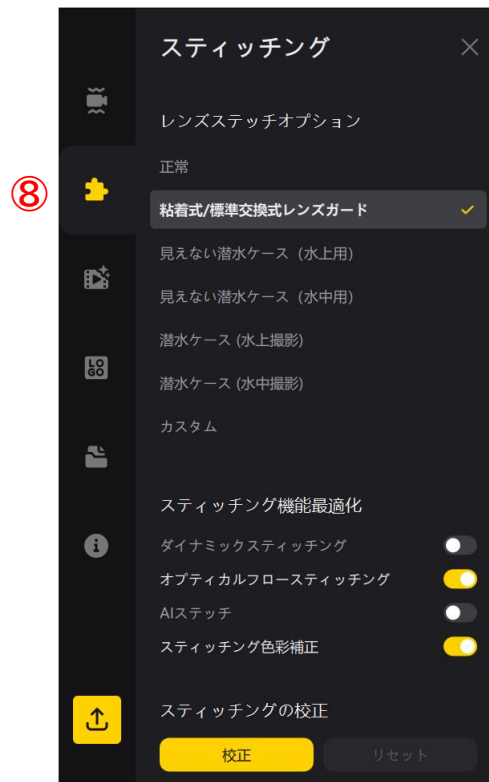 スティッチング
レンズステッチオプション
⑧
正常
粘着式/標準交換式レンズガード
見えない潜水ケース（水上用）
見えない潜水ケース（水中用）
LOGO
潜水ケース (水上撮影)
潜水ケース (水中撮影)
カスタム
スティッチング機能最適化
ダイナミックスティッチング
オプティカルフロースティッチング
AIステッチ
スティッチング色彩補正
スティッチングの校正
校正 リセット